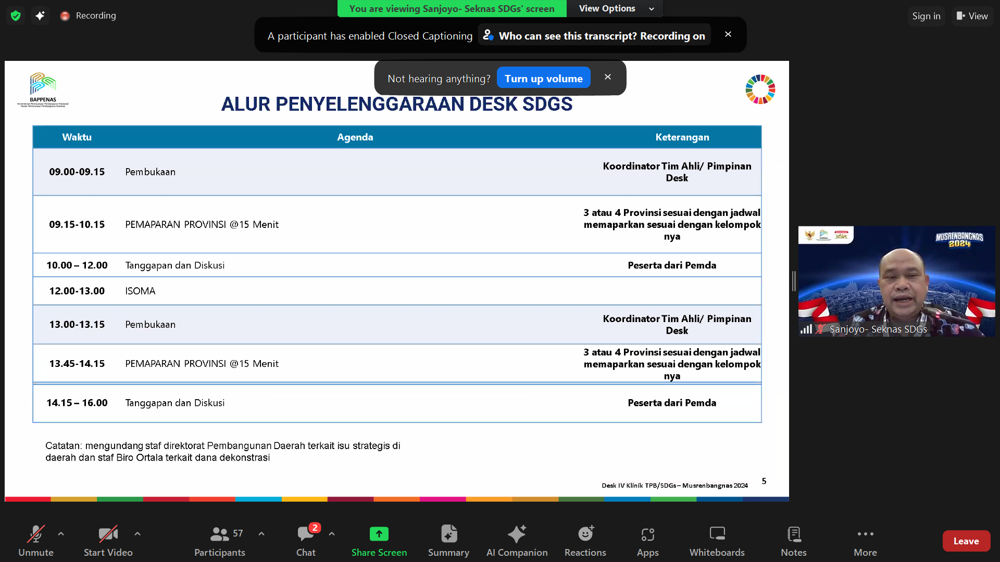 You are viewing Sanjoyo- Seknas SDGs' screen
View Options
Recording
Sign in
View
A participant has enabled Closed Captioning
Who can see this transcript? Recording on
Not hearing anything?
Turn up volume
BAPPENAS
Kementerian Perencanaan Pembangunan Nasional/
Badan Perencanaan Pembangunan Nasional
ALUR PENYELENGGARAAN DESK SDGS
Waktu Agenda Keterangan
09.00-09.15 Pembukaan Koordinator Tim Ahli/ Pimpinan
Desk
09.15-10.15 PEMAPARAN PROVINSI @15 Menit 3 atau 4 Provinsi sesuai dengan jadwal
memaparkan sesuai dengan kelompok
nya
10.00 – 12.00 Tanggapan dan Diskusi Peserta dari Pemda
12.00-13.00 ISOMA
13.00-13.15 Pembukaan Koordinator Tim Ahli/ Pimpinan
Desk
13.45-14.15 PEMAPARAN PROVINSI @15 Menit 3 atau 4 Provinsi sesuai dengan jadwal
memaparkan sesuai dengan kelompok
nya
14.15 – 16.00 Tanggapan dan Diskusi Peserta dari Pemda
Catatan: mengundang staf direktorat Pembangunan Daerah terkait isu strategis di
daerah dan staf Biro Ortala terkait dana dekonstrasi
Desk IV Klinik TPB/SDGs – Musrenbangnas 2024
5
MUSRENBANGNAS
2024
Sanjoyo- Seknas SDGs
Unmute
Start Video
57
Participants
2
Chat
Share Screen
Summary
AI Companion
Reactions
Apps
Whiteboards
Notes
More
Leave